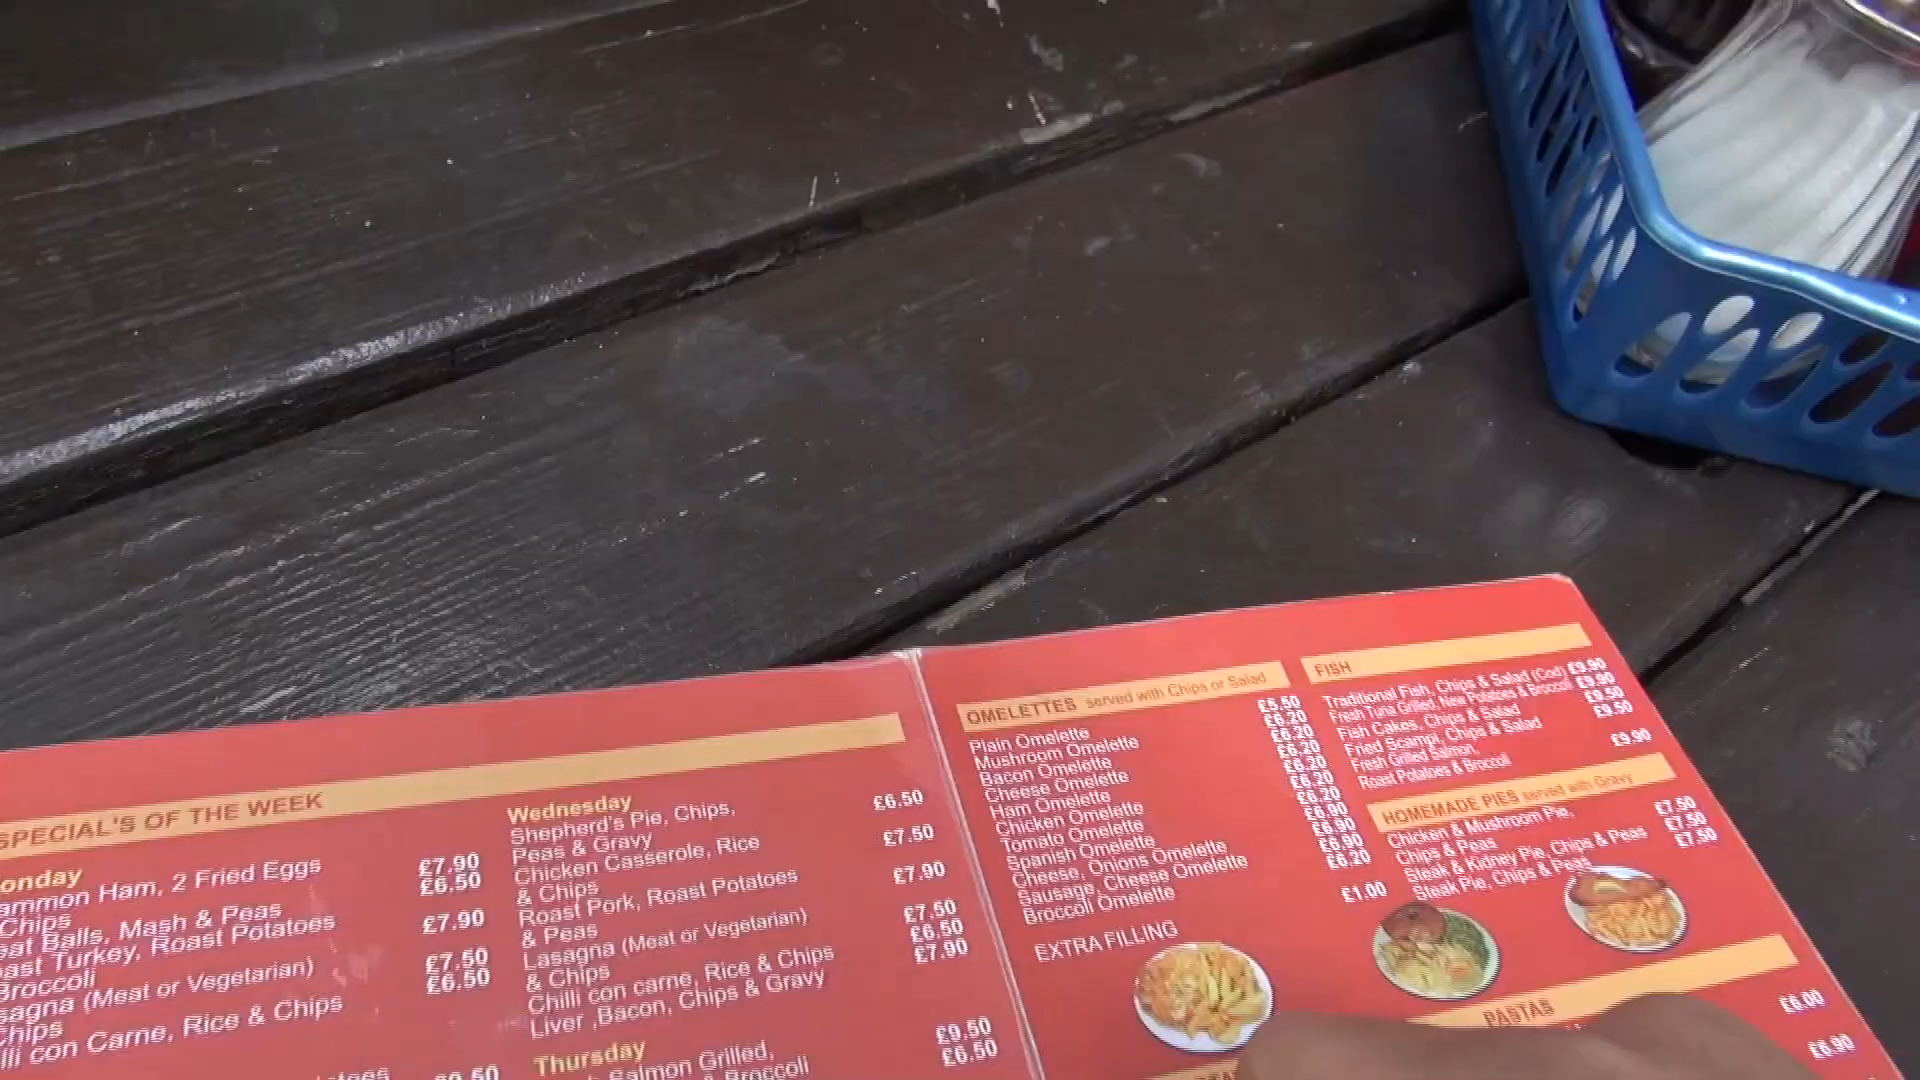 SPECIAL'S OF THE WEEK
onday
ammon Ham, 2 Fried Eggs £7.90
Chips £6.50
eat Balls, Mash & Peas
ast Turkey, Roast Potatoes £7.90
Broccoli
sagna (Meat or Vegetarian) £7.50
Chips £6.50
lli con Carne, Rice & Chips
Wednesday
Shepherd's Pie, Chips, £6.50
Peas & Gravy
Chicken Casserole, Rice £7.50
& Chips
Roast Pork, Roast Potatoes £7.90
& Peas
Lasagna (Meat or Vegetarian) £7.50
& Chips £6.50
Chilli con carne, Rice & Chips £7.90
Liver ,Bacon, Chips & Gravy
Thursday £9.50
Salmon Grilled, £6.50
& Broccoli
OMELETTES served with Chips or Salad
Plain Omelette £5.50
Mushroom Omelette £6.20
Bacon Omelette £6.20
Cheese Omelette £6.20
Ham Omelette £6.20
Chicken Omelette £6.20
Tomato Omelette £6.20
Spanish Omelette £6.90
Cheese, Onions Omelette £6.90
Sausage, Cheese Omelette £6.90
Broccoli Omelette £6.20
EXTRA FILLING £1.00
FISH
Traditional Fish, Chips & Salad (Cod) £9.90
Fresh Tuna Grilled, New Potatoes & Broccoli £9.90
Fish Cakes, Chips & Salad £9.50
Fried Scampi, Chips & Salad £9.50
Fresh Grilled Salmon,
Roast Potatoes & Broccoli £9.90
HOMEMADE PIES served with Gravy
Chicken & Mushroom Pie,
Chips & Peas £7.50
Steak & Kidney Pie, Chips & Peas £7.50
Steak Pie, Chips & Peas £7.50
PASTAS
£6.00
£6.90